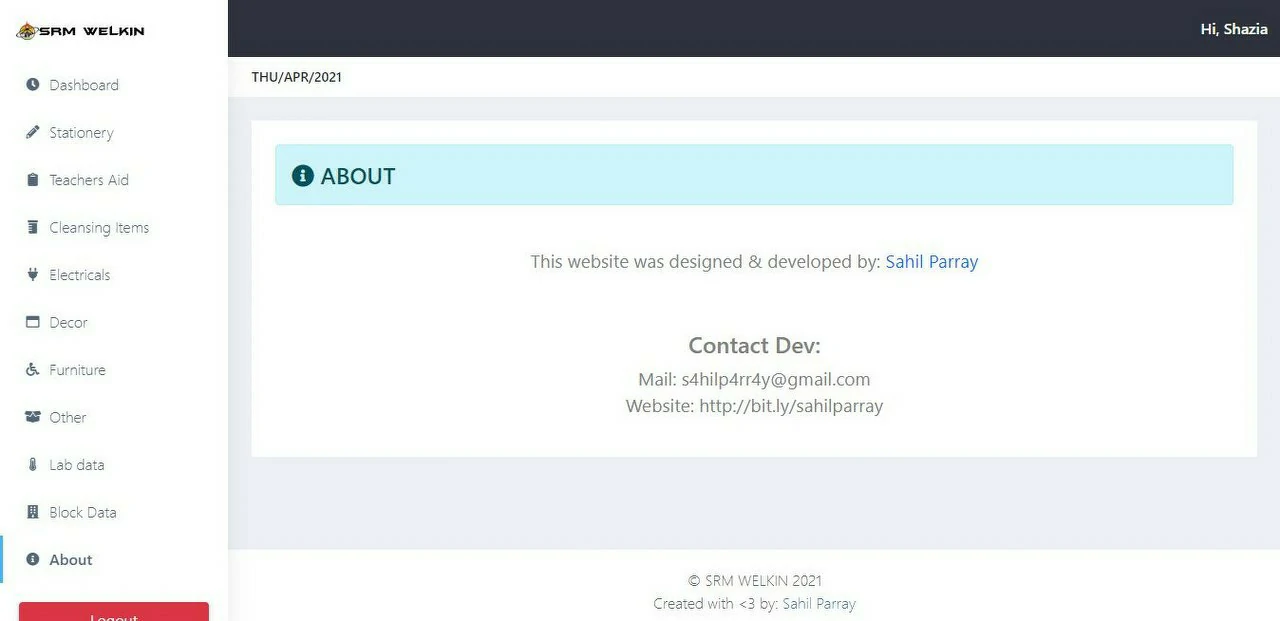 SRM WELKIN
Hi, Shazia
Dashboard
Stationery
Teachers Aid
Cleansing Items
Electricals
Decor
Furniture
Other
Lab data
Block Data
About
Logout
THU/APR/2021
ABOUT
This website was designed & developed by: Sahil Parray
Contact Dev:
Mail: s4hilp4rr4y@gmail.com
Website: http://bit.ly/sahilparray
© SRM WELKIN 2021
Created with <3 by: Sahil Parray